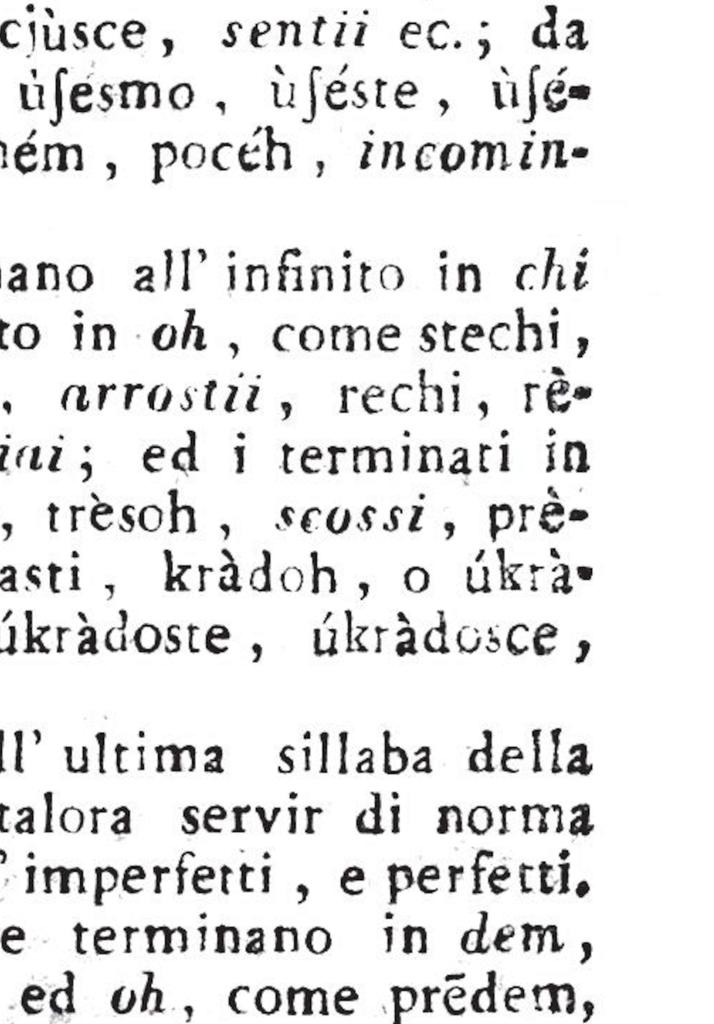 cjùsce, sentii ec.; da
ùſésmo, ùſéste, ùſé-
ném, pocéh, incomin-
ano all' infinito in chi
to in oh, come stechi,
, arrostii, rechi, rè-
iai; ed i terminati in
, trèsoh, scossi, prè-
asti, kràdoh, o úkrà-
úkràdoste, úkràdosce,
ll' ultima sillaba della
talora servir di norma
' imperfetti, e perfetti.
e terminano in dem,
ed oh, come prēdem,